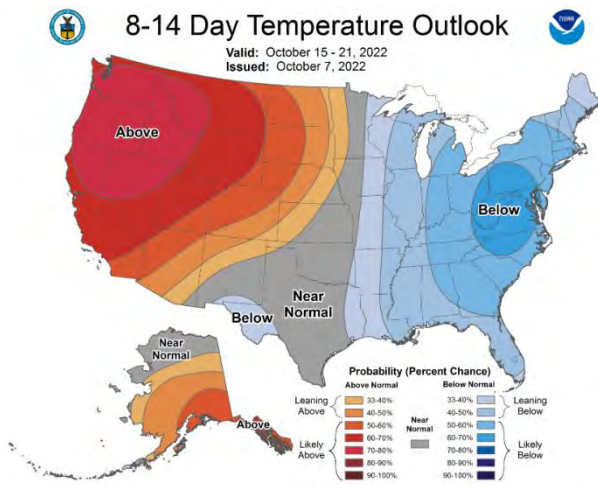 8-14 Day Temperature Outlook
Valid: October 15 - 21, 2022
Issued: October 7, 2022
NOAA
Above
Below
Near
Normal
Below
Near
Normal
Above
Probability (Percent Chance)
Above Normal
Below Normal
Leaning
Above
33-40%
40-50%
Likely
Above
50-60%
60-70%
70-80%
80-90%
90-100%
Near
Normal
33-40%
40-50%
Leaning
Below
50-60%
60-70%
70-80%
80-90%
90-100%
Likely
Below